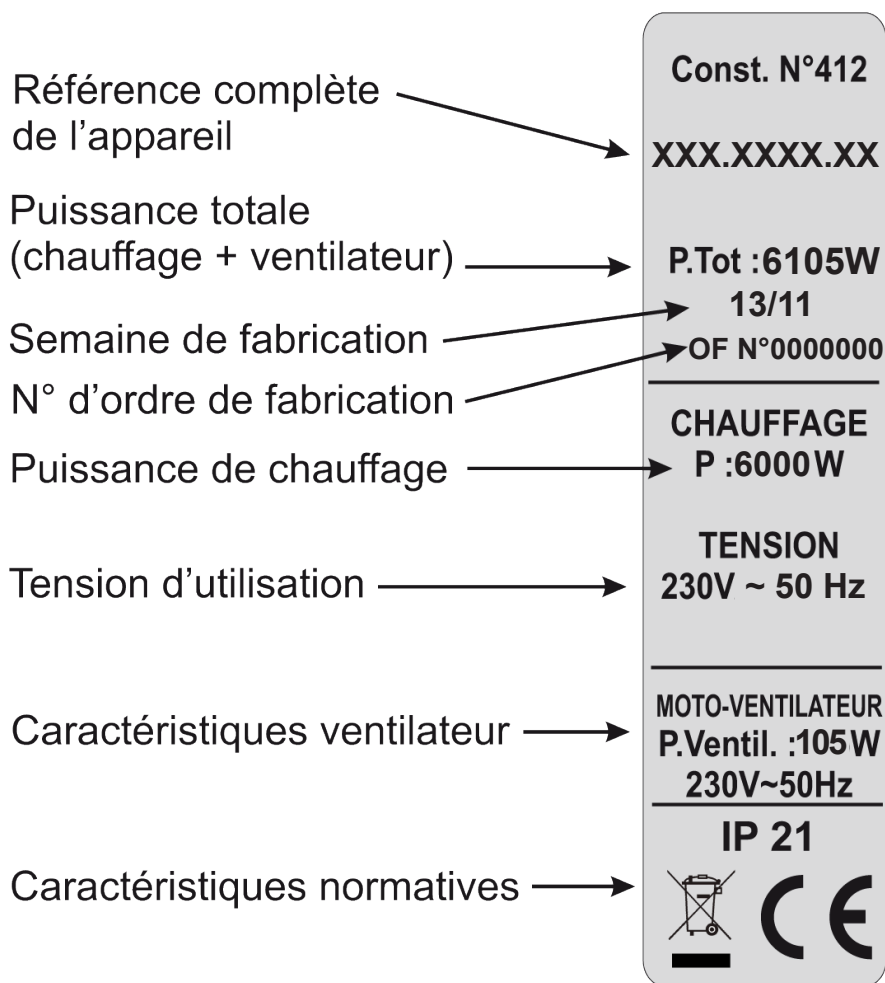 Référence complète
de l'appareil
Puissance totale
(chauffage + ventilateur)
Semaine de fabrication
N° d'ordre de fabrication
Puissance de chauffage
Tension d'utilisation
Caractéristiques ventilateur
Caractéristiques normatives
Const. N°412
XXX.XXXX.XX
P.Tot :6105W
13/11
OF N°0000000
CHAUFFAGE
P :6000W
TENSION
230V ~ 50 Hz
MOTO-VENTILATEUR
P.Ventil. :105W
230V~50Hz
IP 21
CE